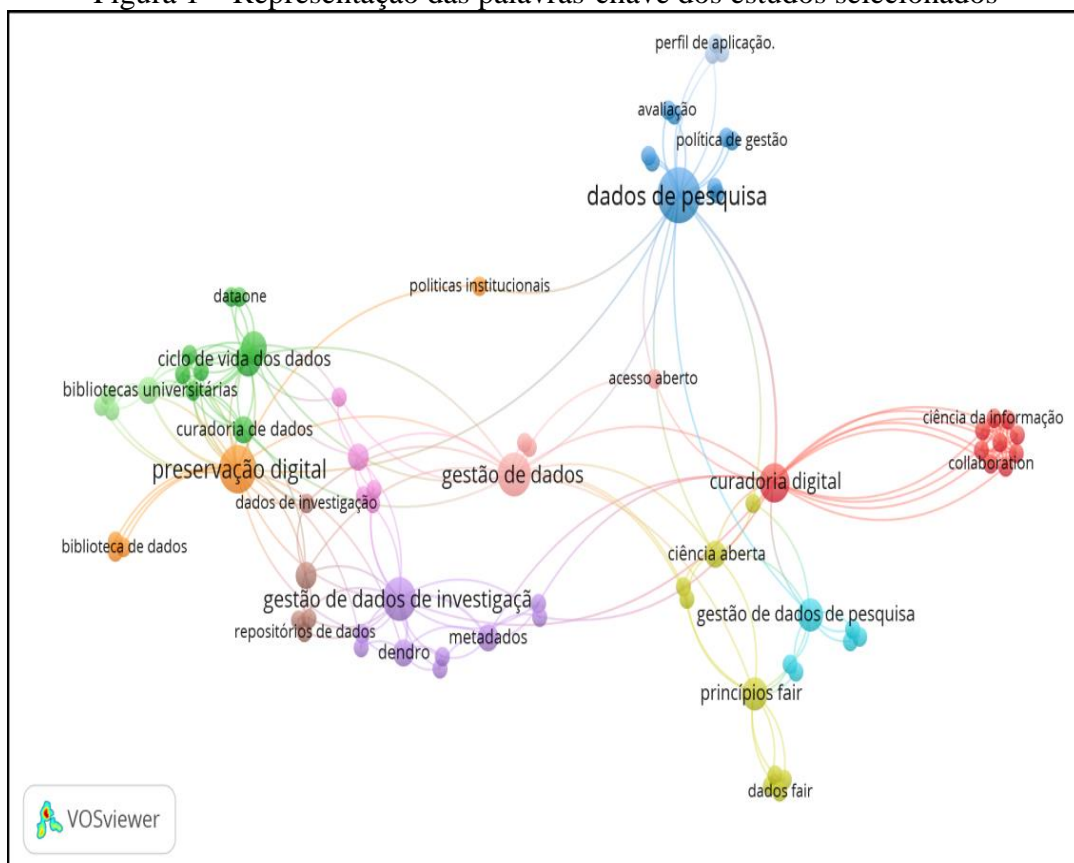 Figura 1 – Representação das palavras-chave dos estudos selecionados
perfil de aplicação.
avaliação
política de gestão
dados de pesquisa
politicas institucionais
dataone
ciclo de vida dos dados
bibliotecas universitárias
acesso aberto
curadoria de dados
ciência da informação
collaboration
preservação digital
gestão de dados
curadoria digital
dados de investigação
biblioteca de dados
ciência aberta
gestão de dados de investigaçã
gestão de dados de pesquisa
repositórios de dados
metadados
dendro
princípios fair
dados fair
VOSviewer